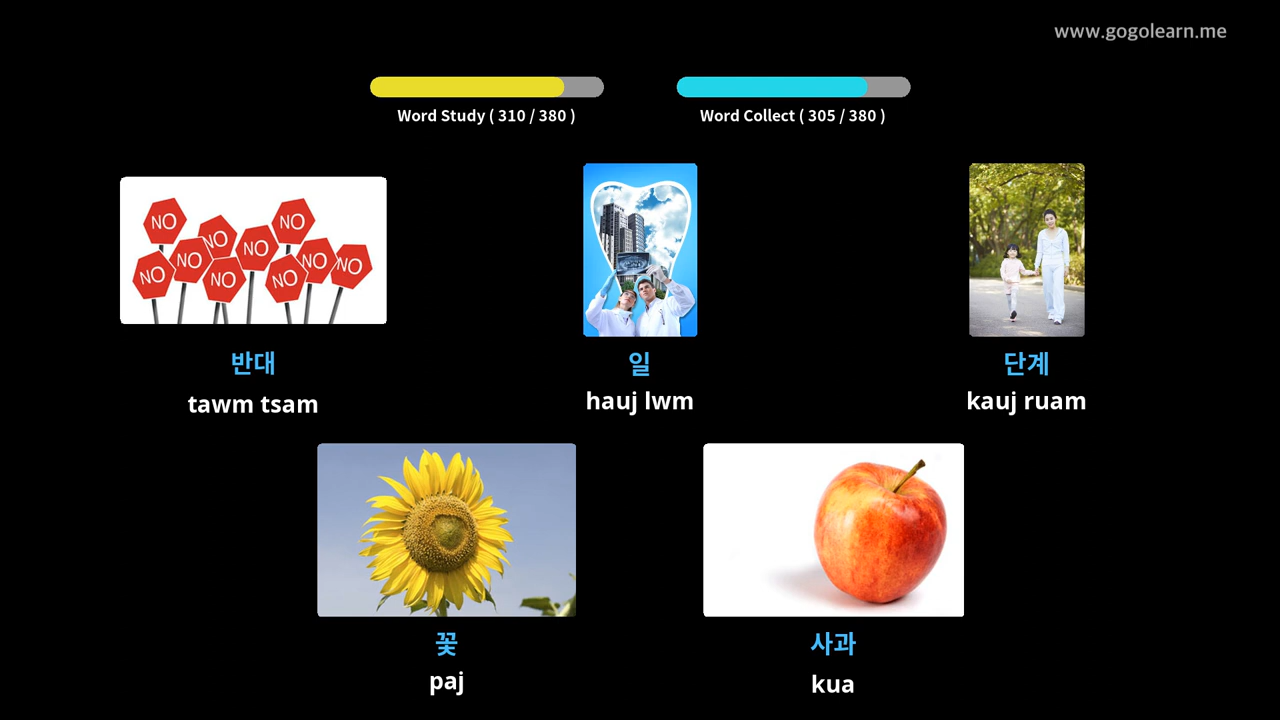 www.gogolearn.me
Word Study ( 310 / 380 )
Word Collect ( 305 / 380 )
NO
NO
NO
NO
NO
NO
NO
NO
NO
NO
반대
tawm tsam
일
hauj lwm
단계
kauj ruam
꽃
paj
사과
kua